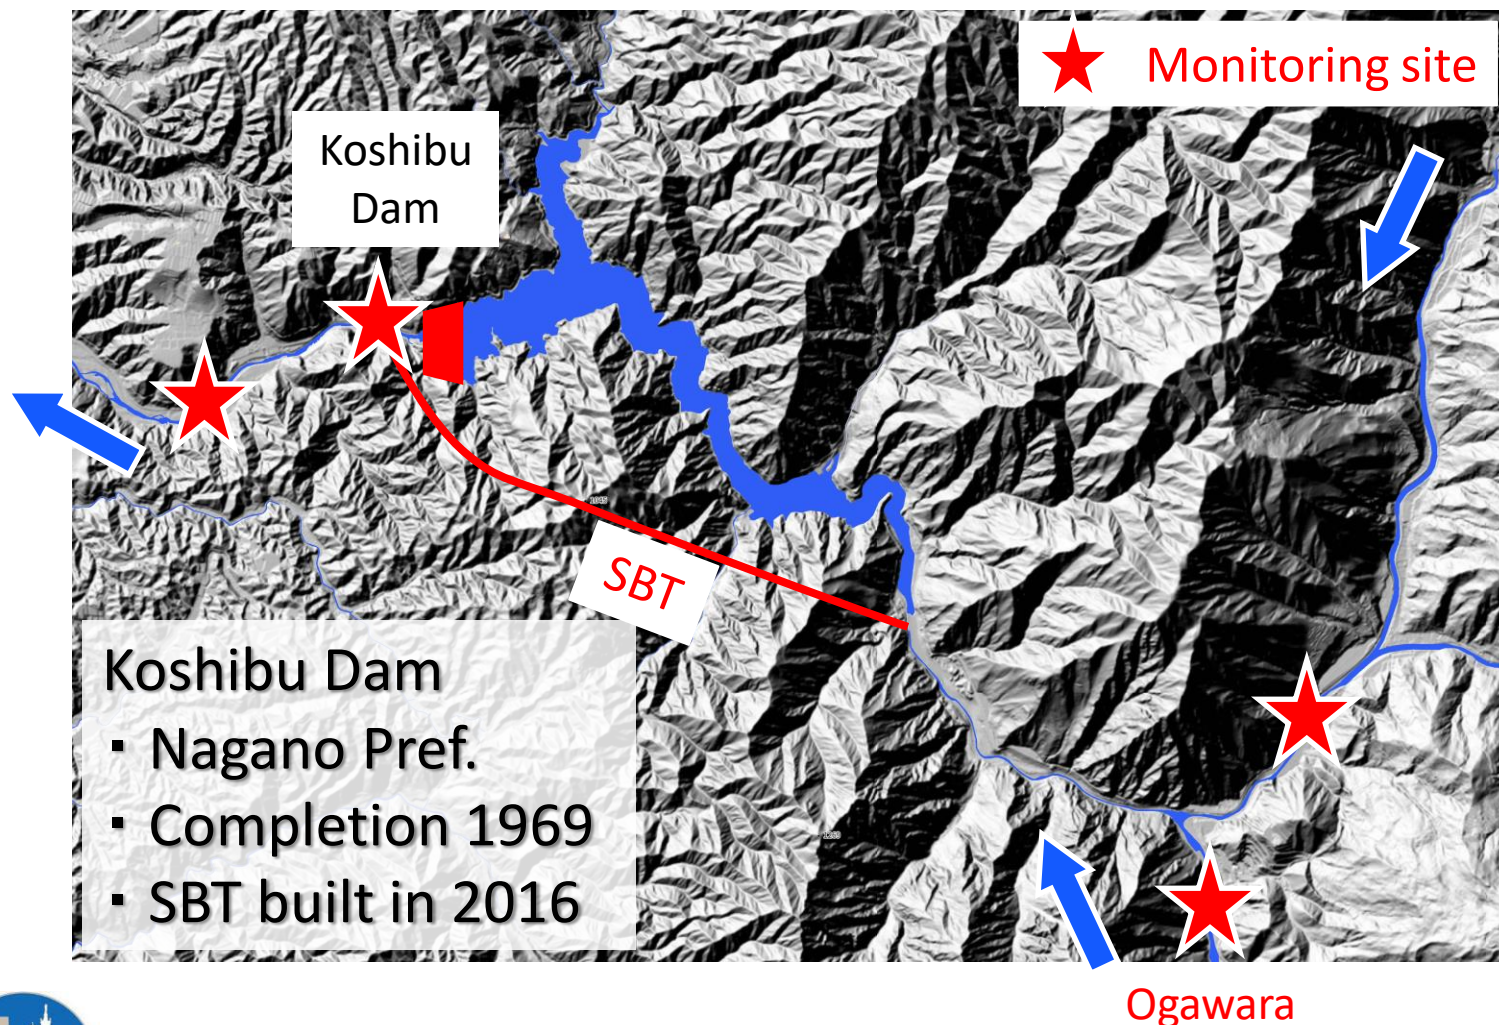 Monitoring site
Koshibu
Dam
SBT
Koshibu Dam
▪ Nagano Pref.
▪ Completion 1969
▪ SBT built in 2016
Ogawara